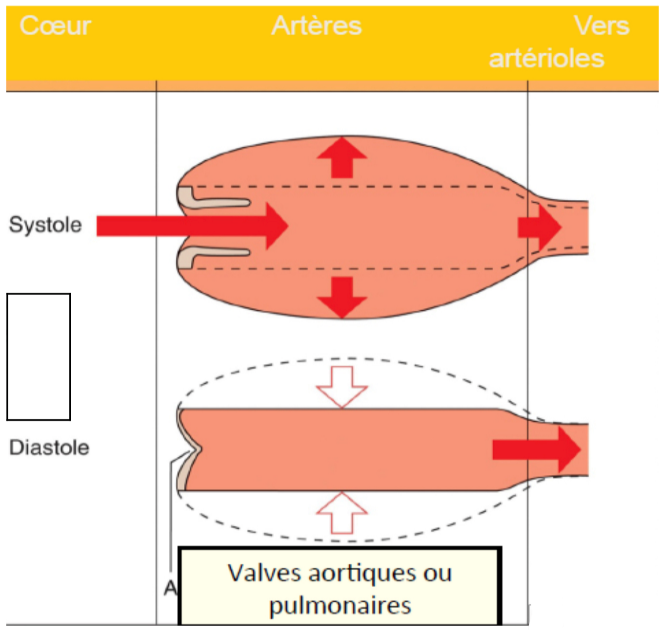 Cœur Artères Vers
artérioles
Systole
Diastole
A
Valves aortiques ou
pulmonaires